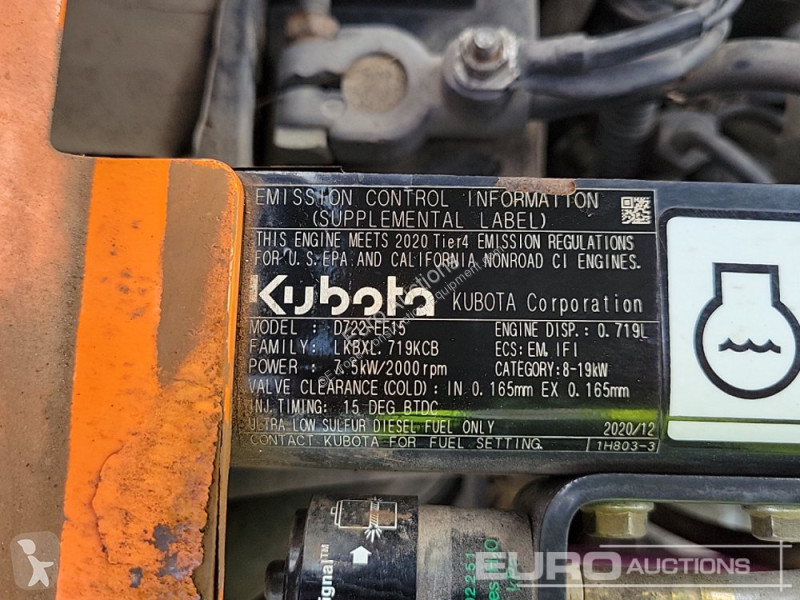 EMISSION CONTROL INFORMATION
(SUPPLEMENTAL LABEL)
THIS ENGINE MEETS 2020 Tier4 EMISSION REGULATIONS
FOR U.S. EPA AND CALIFORNIA NONROAD CI ENGINES.
Kubota KUBOTA Corporation
MODEL : D722-EF15 ENGINE DISP.: 0.719L
FAMILY: LKBXL.719KCB ECS: EM, IFI
POWER : 7.5kW/2000rpm CATEGORY: 8-19kW
VALVE CLEARANCE (COLD): IN 0.165mm EX 0.165mm
INJ. TIMING: 15 DEG BTDC
ULTRA LOW SULFUR DIESEL FUEL ONLY 2020/12
CONTACT KUBOTA FOR FUEL SETTING. 1H803-3
ignal™
02251
EURO AUCTIONS